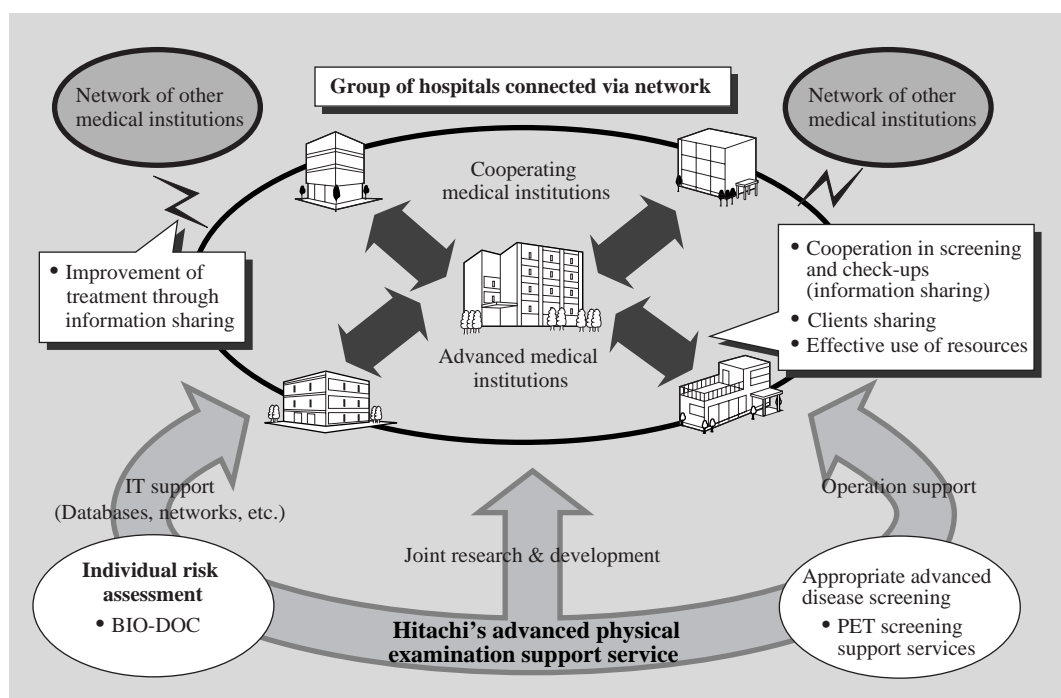 Group of hospitals connected via network
Network of other
medical institutions
Network of other
medical institutions
Cooperating
medical institutions
• Improvement of
treatment through
information sharing
• Cooperation in screening
and check-ups
(information sharing)
• Clients sharing
• Effective use of resources
Advanced medical
institutions
IT support
(Databases, networks, etc.)
Operation support
Joint research & development
Individual risk
assessment
• BIO-DOC
Appropriate advanced
disease screening
• PET screening
support services
Hitachi's advanced physical
examination support service